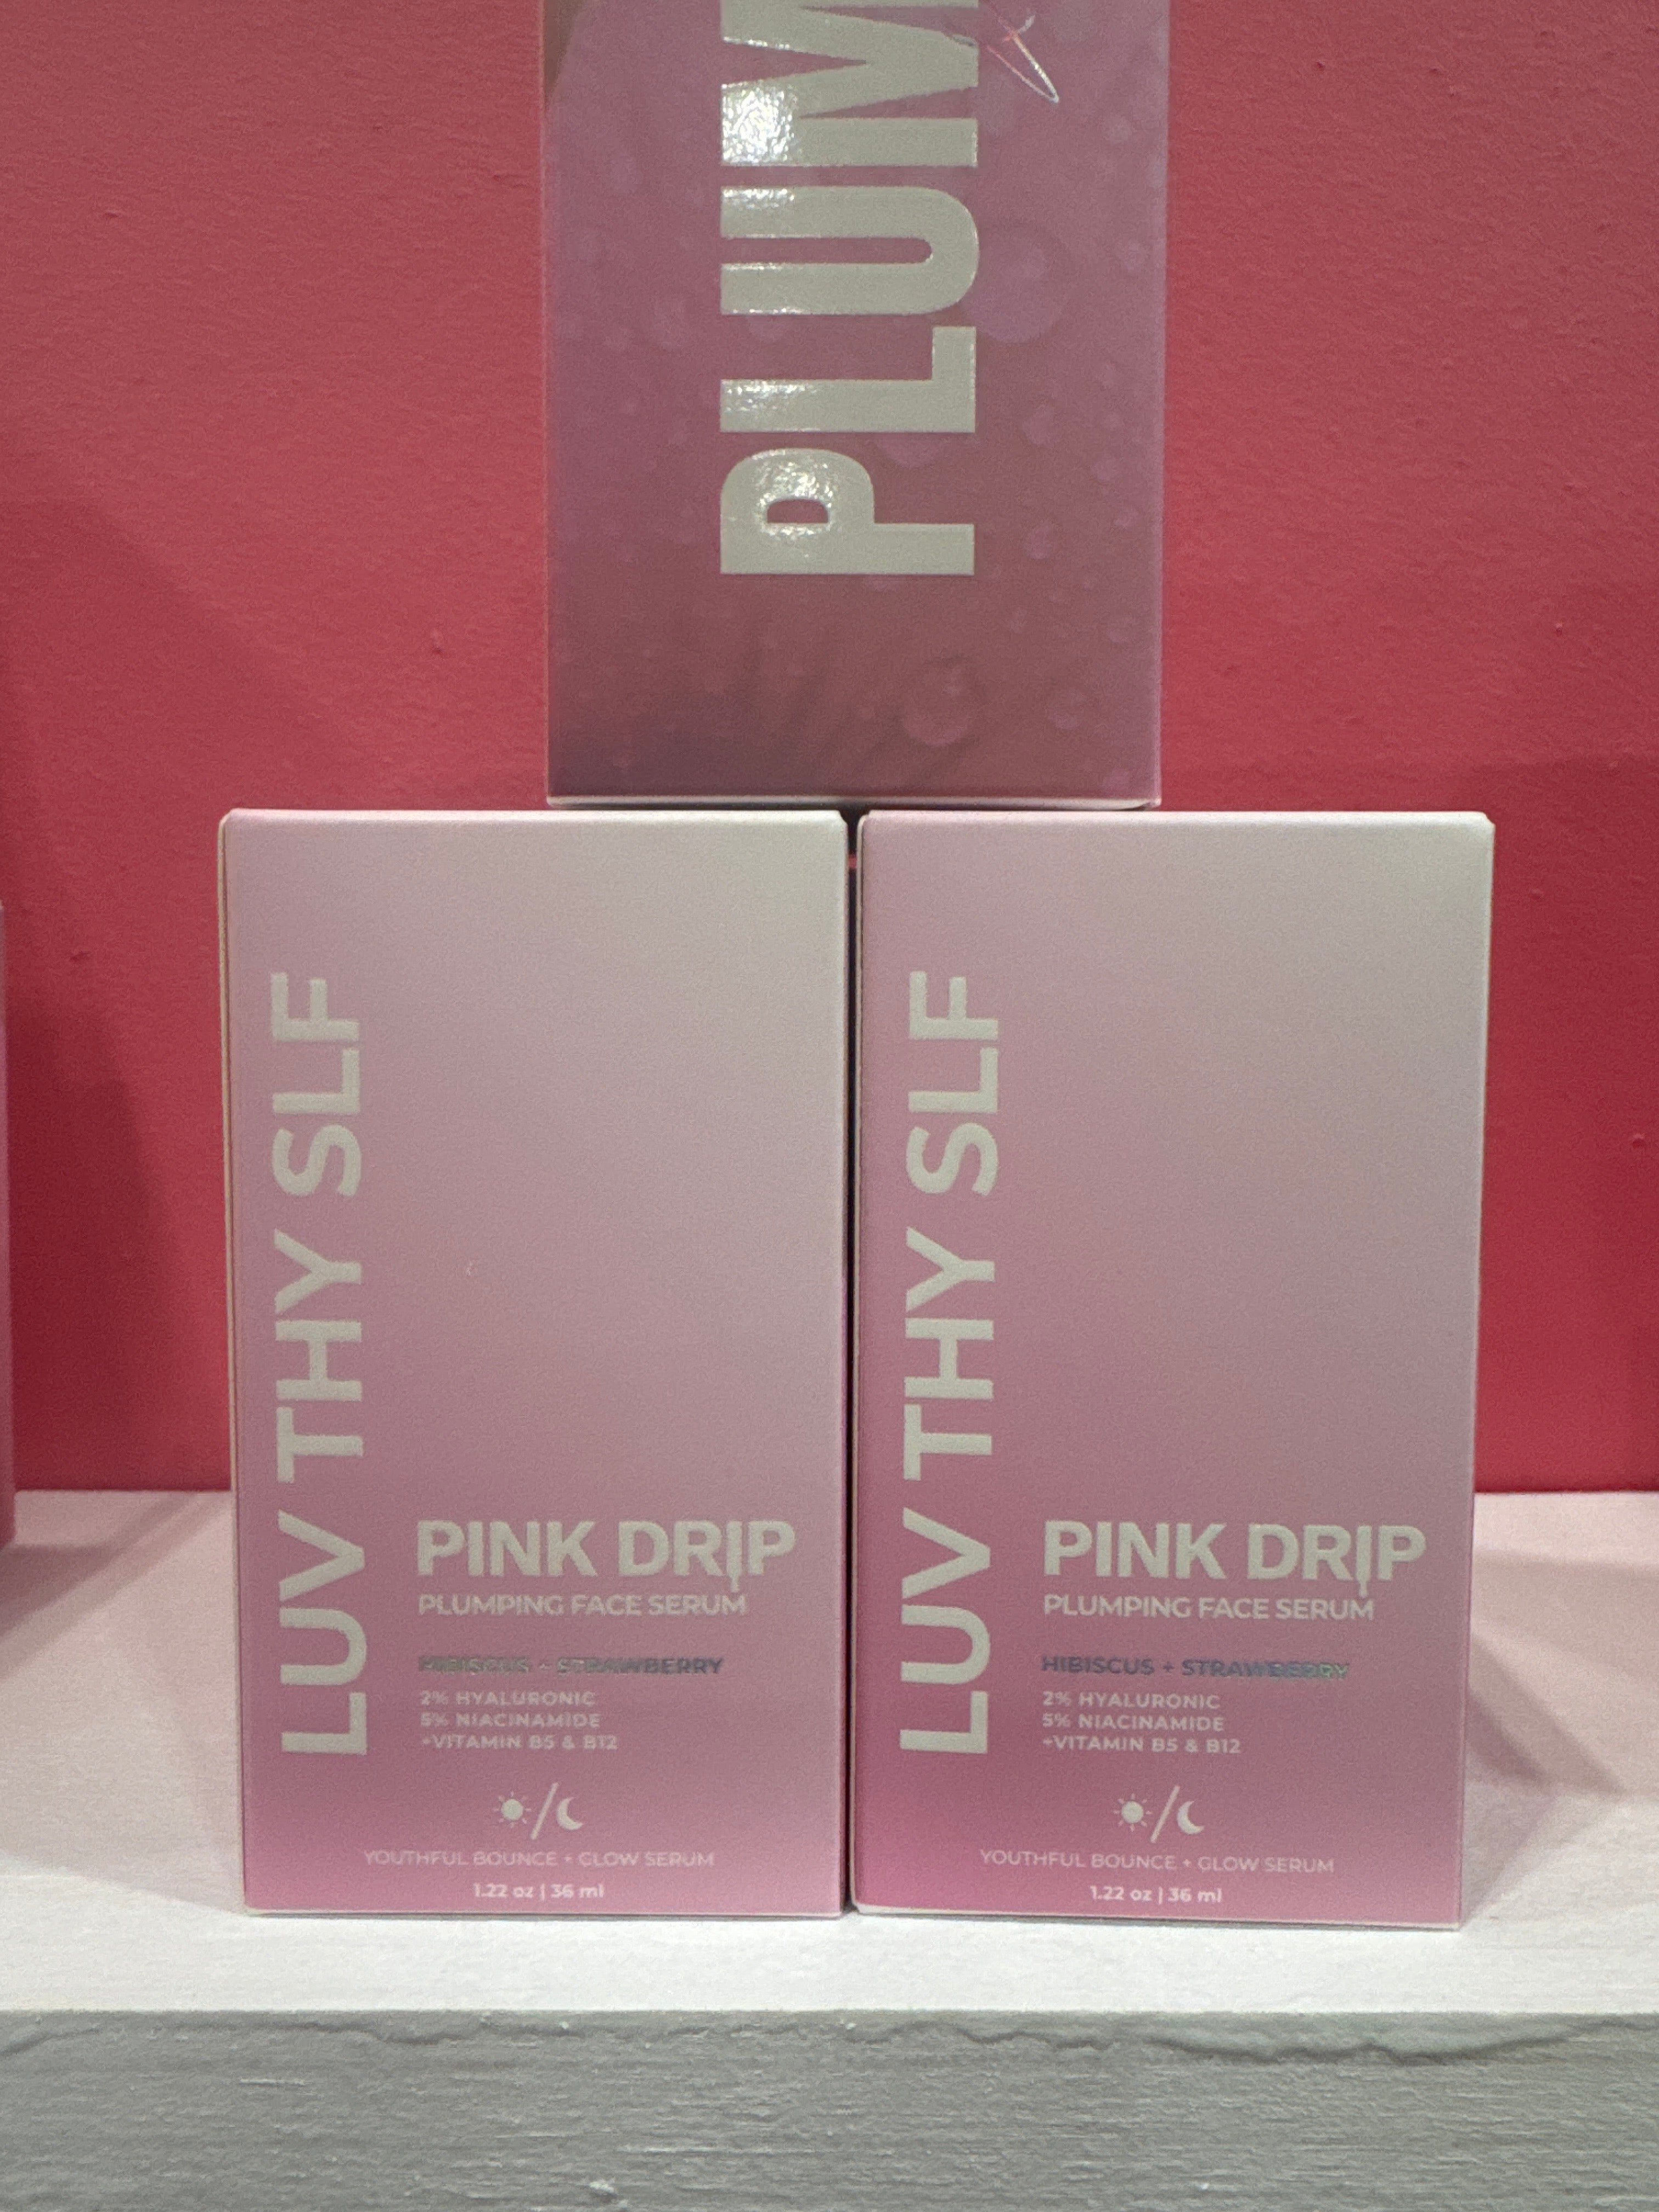 PLUM
LUV THY SLF
PINK DRIP
PLUMPING FACE SERUM
HIBISCUS + STRAWBERRY
2% HYALURONIC
5% NIACINAMIDE
+VITAMIN B5 & B12
YOUTHFUL BOUNCE + GLOW SERUM
1.22 oz | 36 ml
LUV THY SLF
PINK DRIP
PLUMPING FACE SERUM
HIBISCUS + STRAWBERRY
2% HYALURONIC
5% NIACINAMIDE
+VITAMIN B5 & B12
YOUTHFUL BOUNCE + GLOW SERUM
1.22 oz | 36 ml